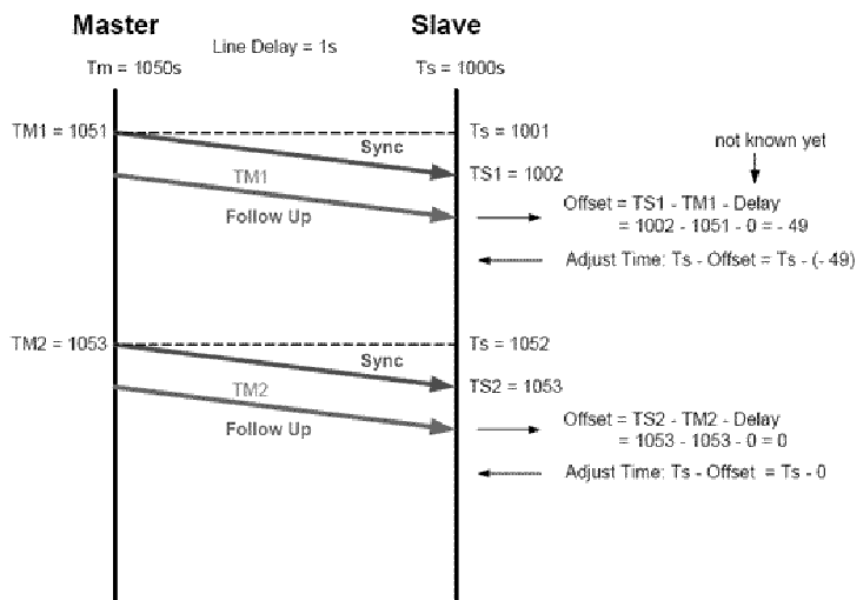 Master
Slave
Line Delay = 1s
Tm = 1050s
Ts = 1000s
TM1 = 1051
Ts = 1001
Sync
not known yet
TM1
TS1 = 1002
Follow Up
Offset = TS1 - TM1 - Delay
= 1002 - 1051 - 0 = - 49
Adjust Time: Ts - Offset = Ts - (- 49)
TM2 = 1053
Ts = 1052
Sync
TM2
TS2 = 1053
Follow Up
Offset = TS2 - TM2 - Delay
= 1053 - 1053 - 0 = 0
Adjust Time: Ts - Offset = Ts - 0